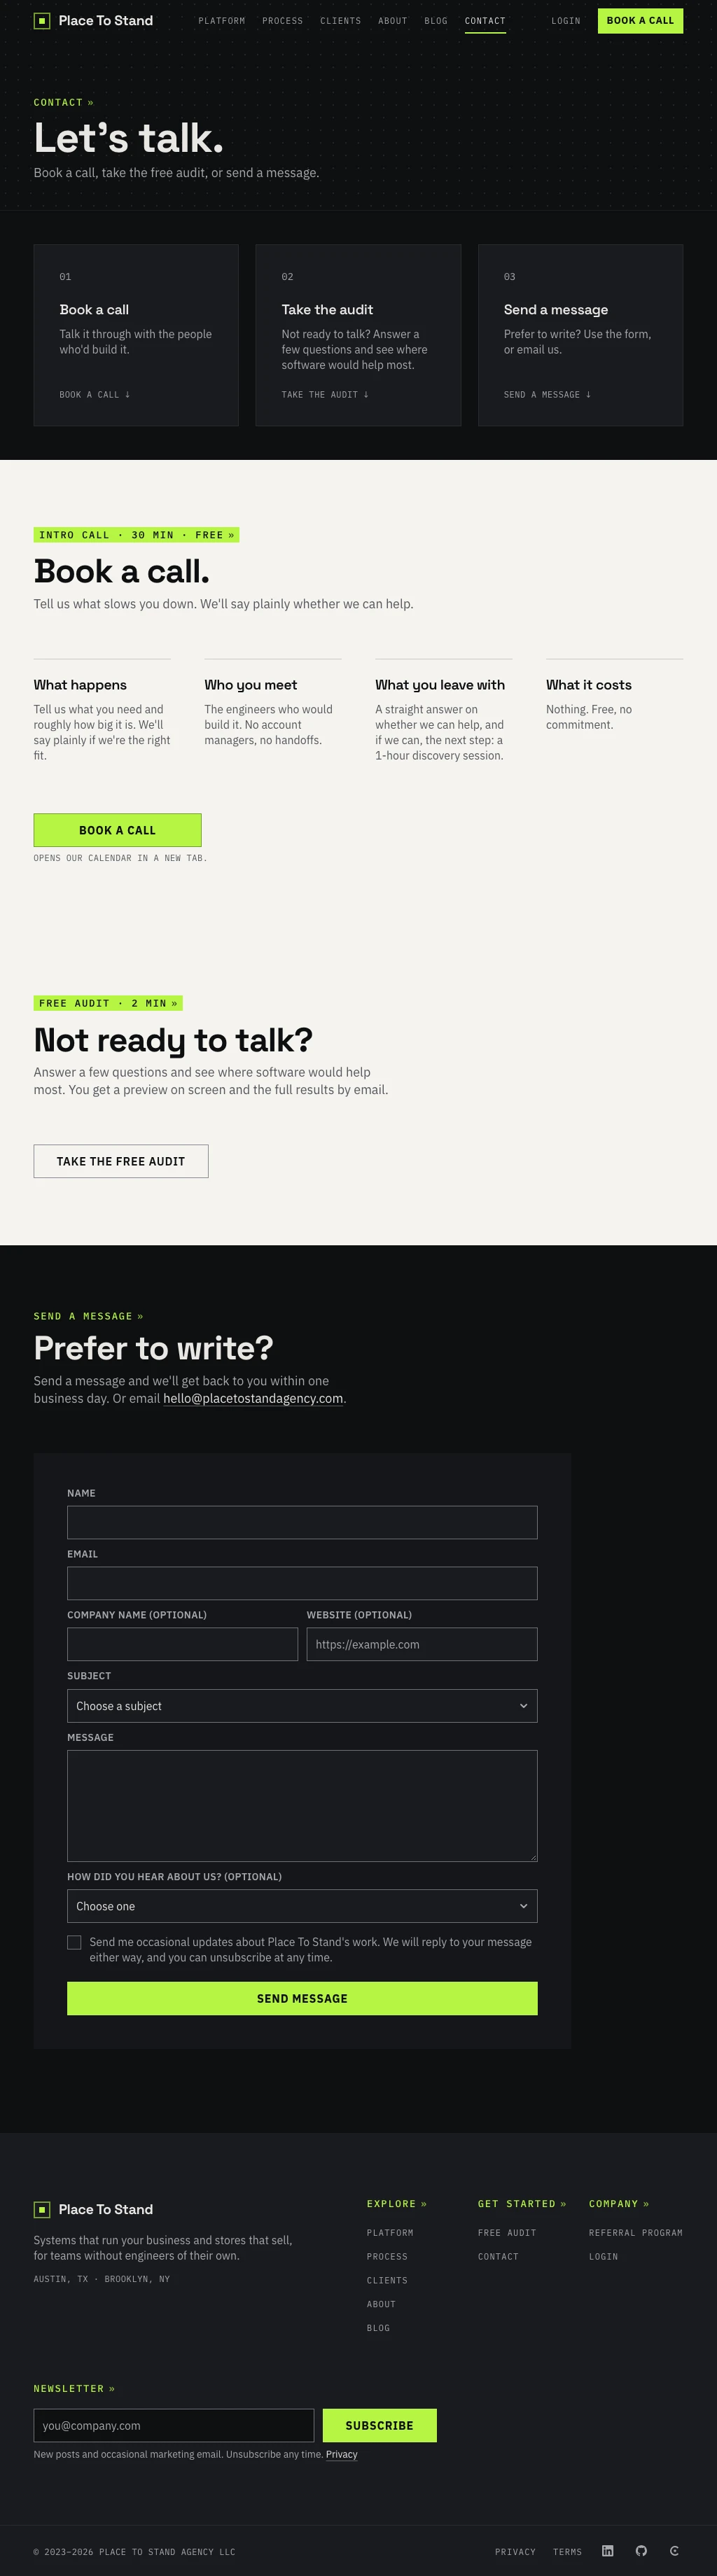 Place To Stand
PLATFORM PROCESS CLIENTS ABOUT BLOG CONTACT LOGIN BOOK A CALL
CONTACT »
Let's talk.
Book a call, take the free audit, or send a message.
01
Book a call
Talk it through with the people
who'd build it.
BOOK A CALL ↓
02
Take the audit
Not ready to talk? Answer a
few questions and see where
software would help most.
TAKE THE AUDIT ↓
03
Send a message
Prefer to write? Use the form,
or email us.
SEND A MESSAGE ↓
INTRO CALL · 30 MIN · FREE »
Book a call.
Tell us what slows you down. We'll say plainly whether we can help.
What happens
Tell us what you need and
roughly how big it is. We'll
say plainly if we're the right
fit.
Who you meet
The engineers who would
build it. No account
managers, no handoffs.
What you leave with
A straight answer on
whether we can help, and
if we can, the next step: a
1-hour discovery session.
What it costs
Nothing. Free, no
commitment.
BOOK A CALL
OPENS OUR CALENDAR IN A NEW TAB.
FREE AUDIT · 2 MIN »
Not ready to talk?
Answer a few questions and see where software would help
most. You get a preview on screen and the full results by email.
TAKE THE FREE AUDIT
SEND A MESSAGE »
Prefer to write?
Send a message and we'll get back to you within one
business day. Or email hello@placetostandagency.com.
NAME
EMAIL
COMPANY NAME (OPTIONAL) WEBSITE (OPTIONAL)
https://example.com
SUBJECT
Choose a subject
MESSAGE
HOW DID YOU HEAR ABOUT US? (OPTIONAL)
Choose one
Send me occasional updates about Place To Stand's work. We will reply to your message
either way, and you can unsubscribe at any time.
SEND MESSAGE
Place To Stand
Systems that run your business and stores that sell,
for teams without engineers of their own.
AUSTIN, TX · BROOKLYN, NY
EXPLORE »
PLATFORM
PROCESS
CLIENTS
ABOUT
BLOG
GET STARTED »
FREE AUDIT
CONTACT
COMPANY »
REFERRAL PROGRAM
LOGIN
NEWSLETTER »
you@company.com
SUBSCRIBE
New posts and occasional marketing email. Unsubscribe any time. Privacy
© 2023–2026 PLACE TO STAND AGENCY LLC
PRIVACY TERMS